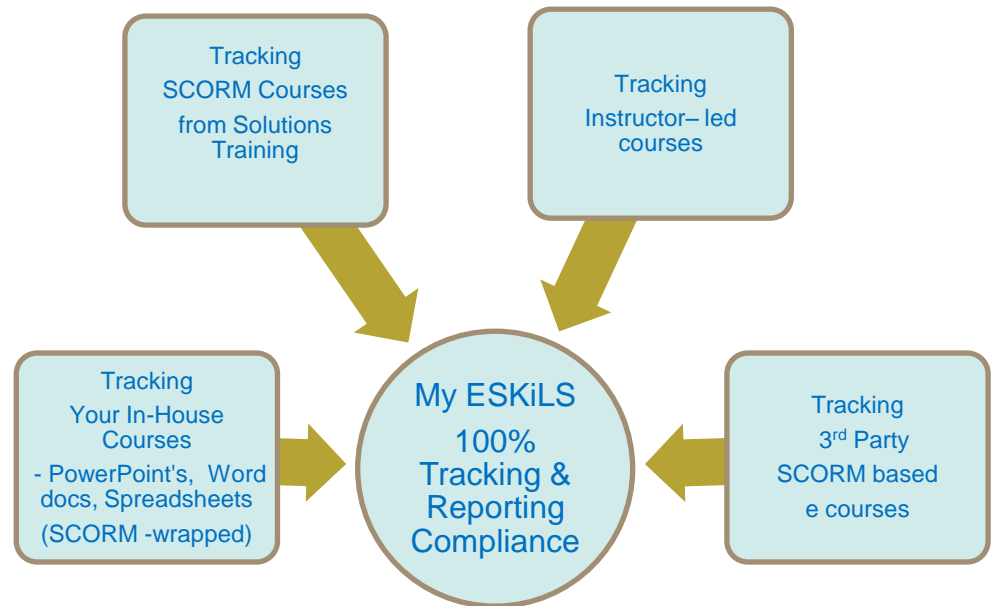 Tracking
SCORM Courses
from Solutions
Training
Tracking
Instructor– led
courses
Tracking
Your In-House
Courses
- PowerPoint's, Word
docs, Spreadsheets
(SCORM -wrapped)
My ESKiLS
100%
Tracking &
Reporting
Compliance
Tracking
3rd Party
SCORM based
e courses